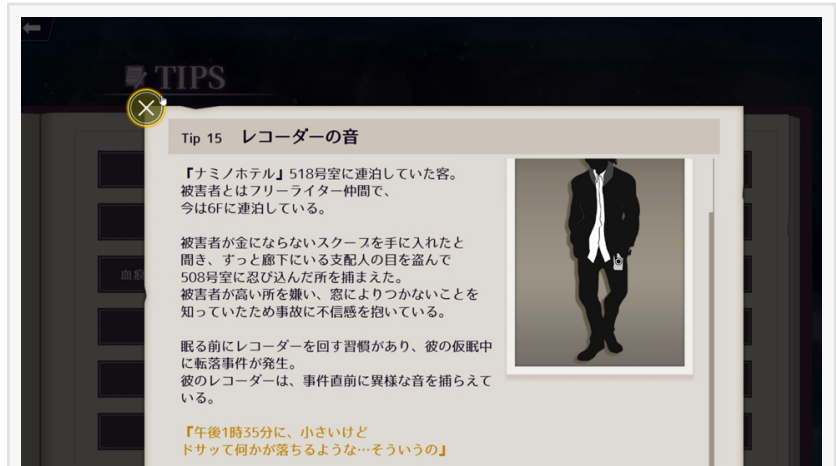 TIPS
Tip 15 レコーダーの音
『ナミノホテル』518号室に連泊していた客。
被害者とはフリーライター仲間で、
今は6Fに連泊している。
被害者が金にならないスクープを手に入れたと
聞き、ずっと廊下にいる支配人の目を盗んで
508号室に忍び込んだ所を捕まえた。
被害者が高い所を嫌い、窓によりつかないことを
知っていたため事故に不信感を抱いている。
眠る前にレコーダーを回す習慣があり、彼の仮眠中
に転落事件が発生。
彼のレコーダーは、事件直前に異様な音を捕らえて
いる。
『午後1時35分に、小さいけど
ドサッて何かが落ちるような…そういうの』